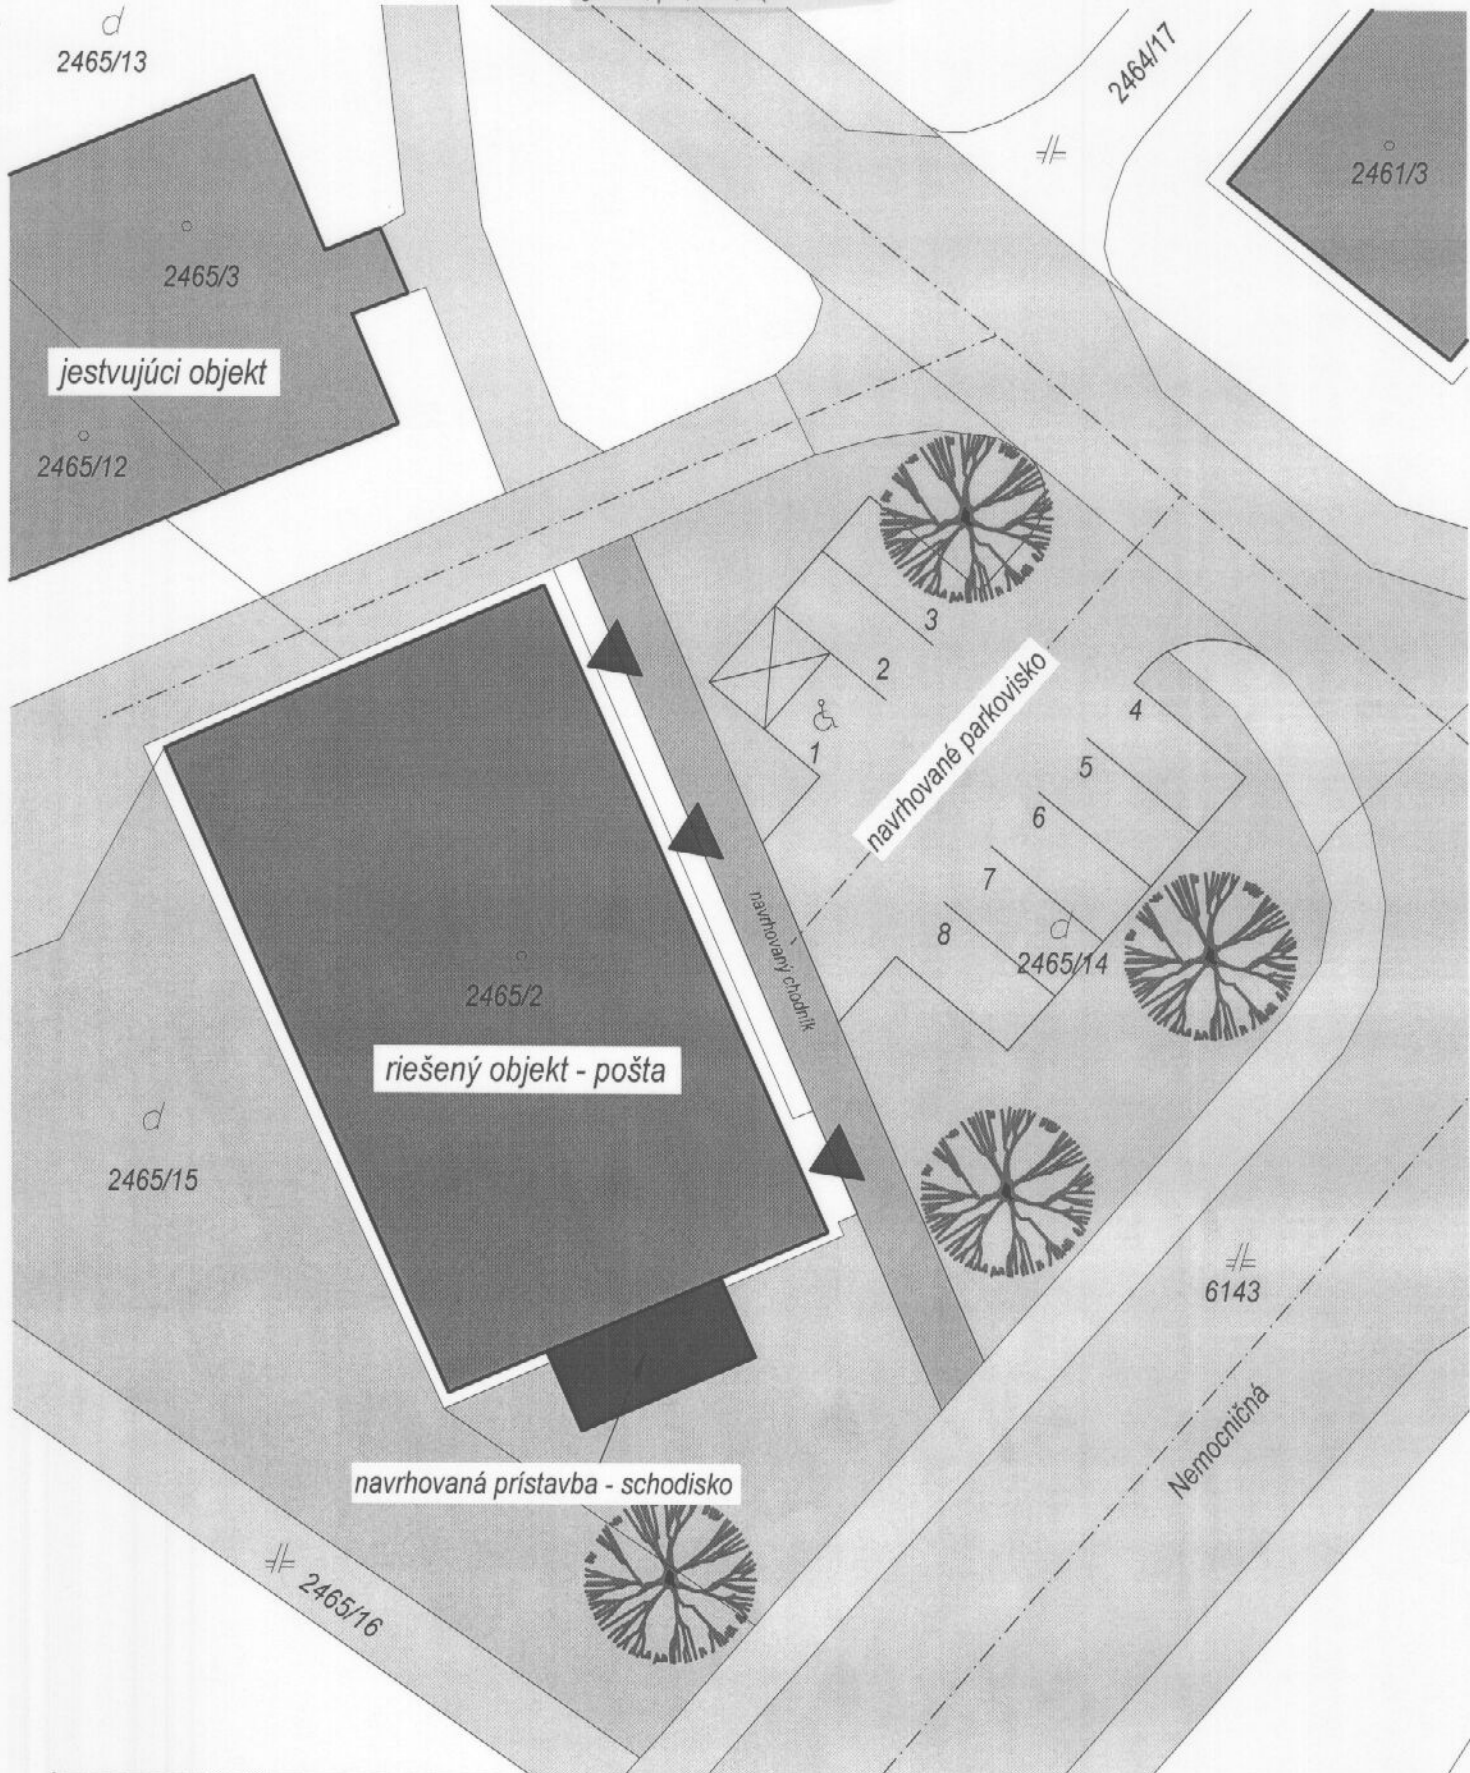 d
2465/13
2464/17
2461/3
2465/3
jestvujúci objekt
2465/12
3
2
1
4
5
6
7
8
navrhované parkovisko
navrhovaný chodník
d
2465/14
2465/2
riešený objekt - pošta
d
2465/15
6143
Nemocničná
navrhovaná prístavba - schodisko
2465/16